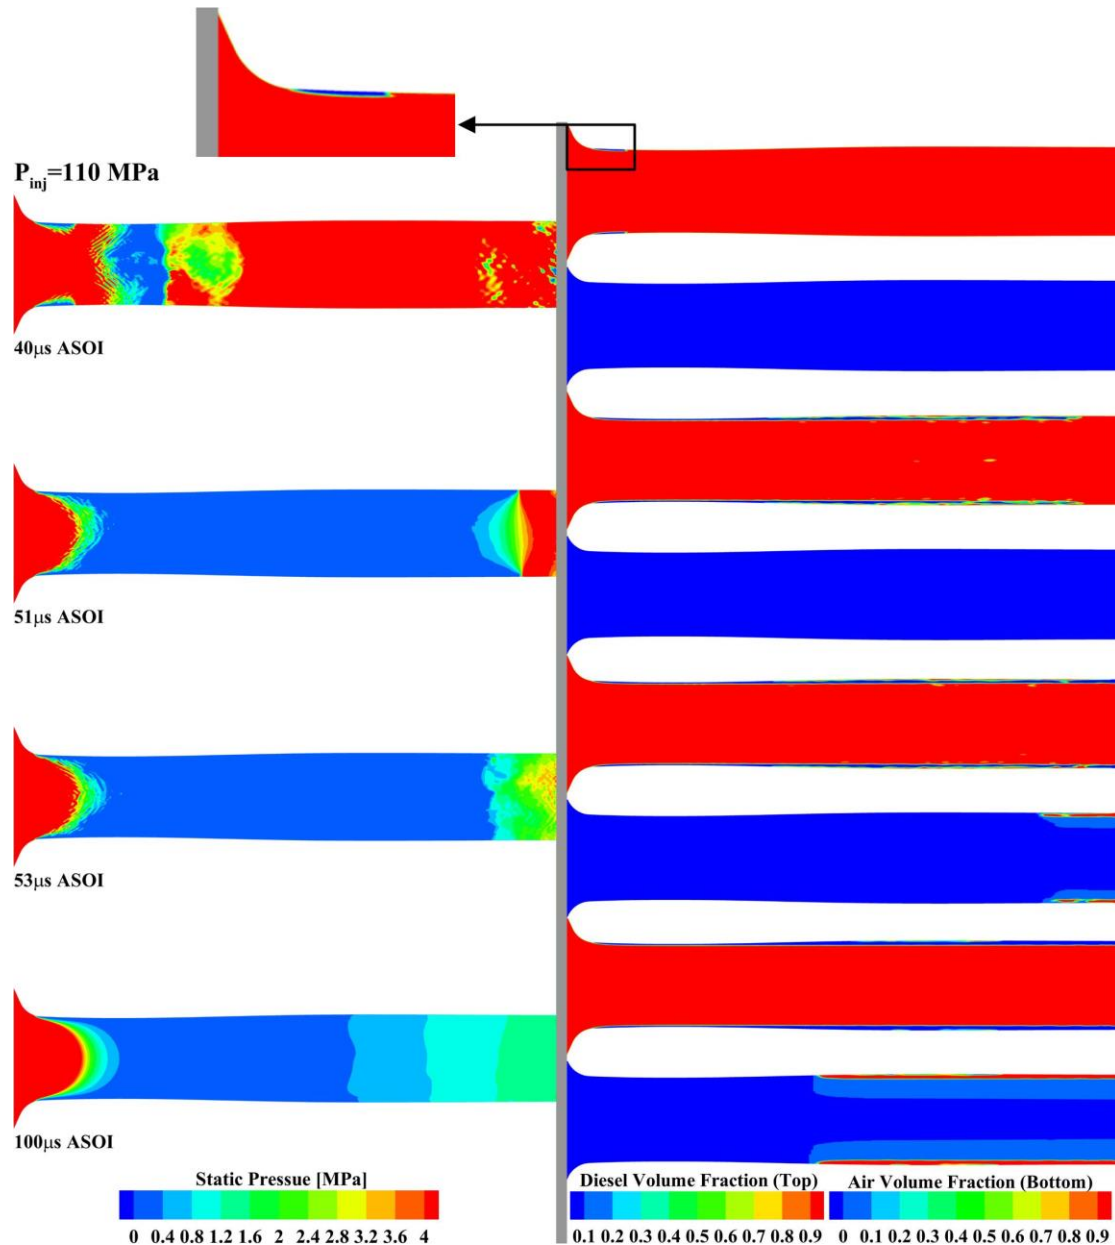 P_inj=110 MPa
40μs ASOI
51μs ASOI
53μs ASOI
100μs ASOI
Static Pressue [MPa]
0 0.4 0.8 1.2 1.6 2 2.4 2.8 3.2 3.6 4
Diesel Volume Fraction (Top)
0.1 0.2 0.3 0.4 0.5 0.6 0.7 0.8 0.9
Air Volume Fraction (Bottom)
0 0.1 0.2 0.3 0.4 0.5 0.6 0.7 0.8 0.9